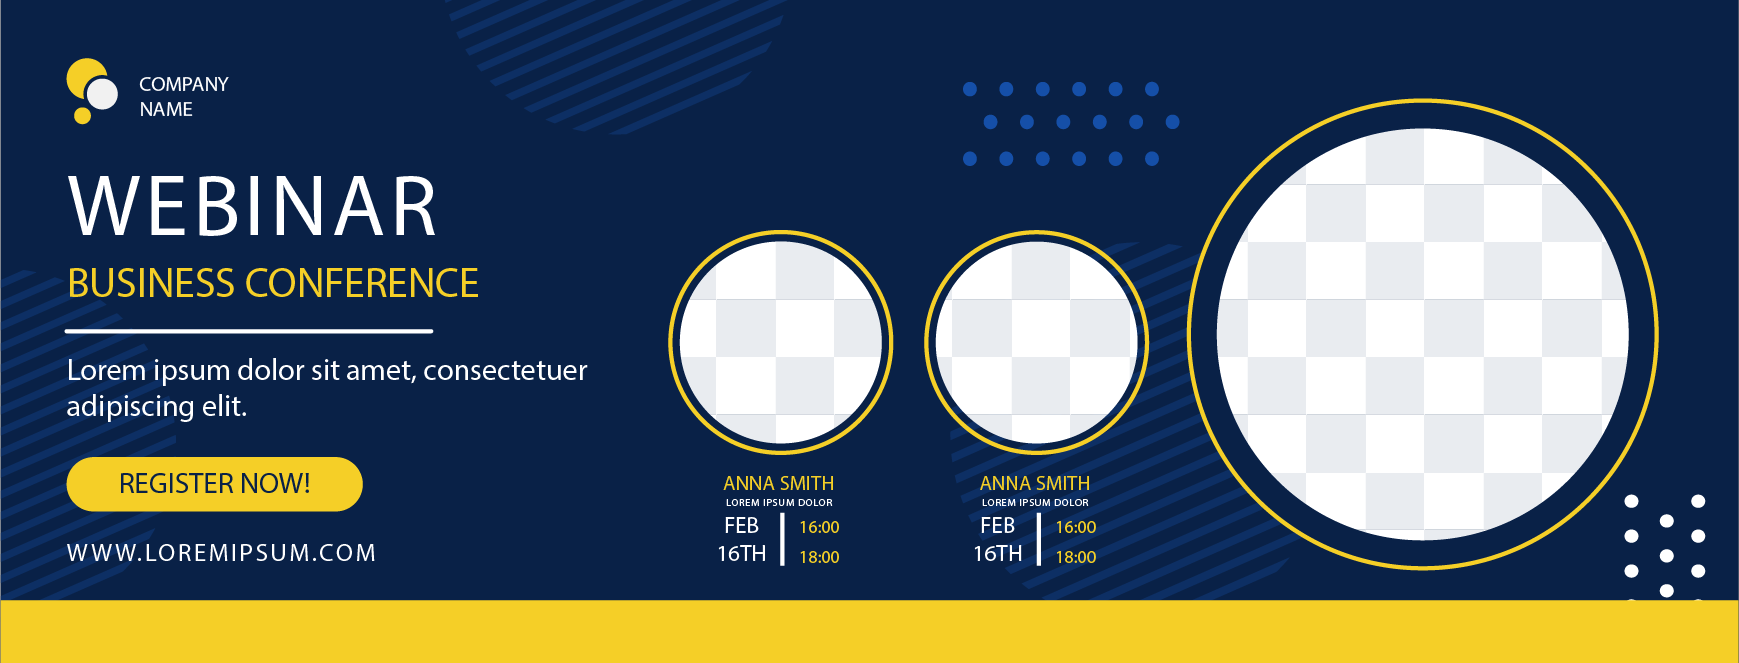 COMPANY
NAME
WEBINAR
BUSINESS CONFERENCE
Lorem ipsum dolor sit amet, consectetuer
adipiscing elit.
REGISTER NOW!
WWW.LOREMIPSUM.COM
ANNA SMITH
LOREM IPSUM DOLOR
FEB
16TH
16:00
18:00
ANNA SMITH
LOREM IPSUM DOLOR
FEB
16TH
16:00
18:00